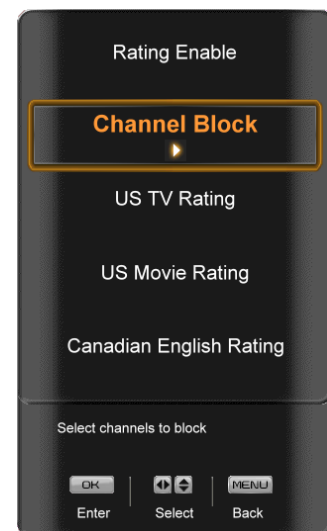 Rating Enable
Channel Block
US TV Rating
US Movie Rating
Canadian English Rating
Select channels to block
OK MENU
Enter Select Back